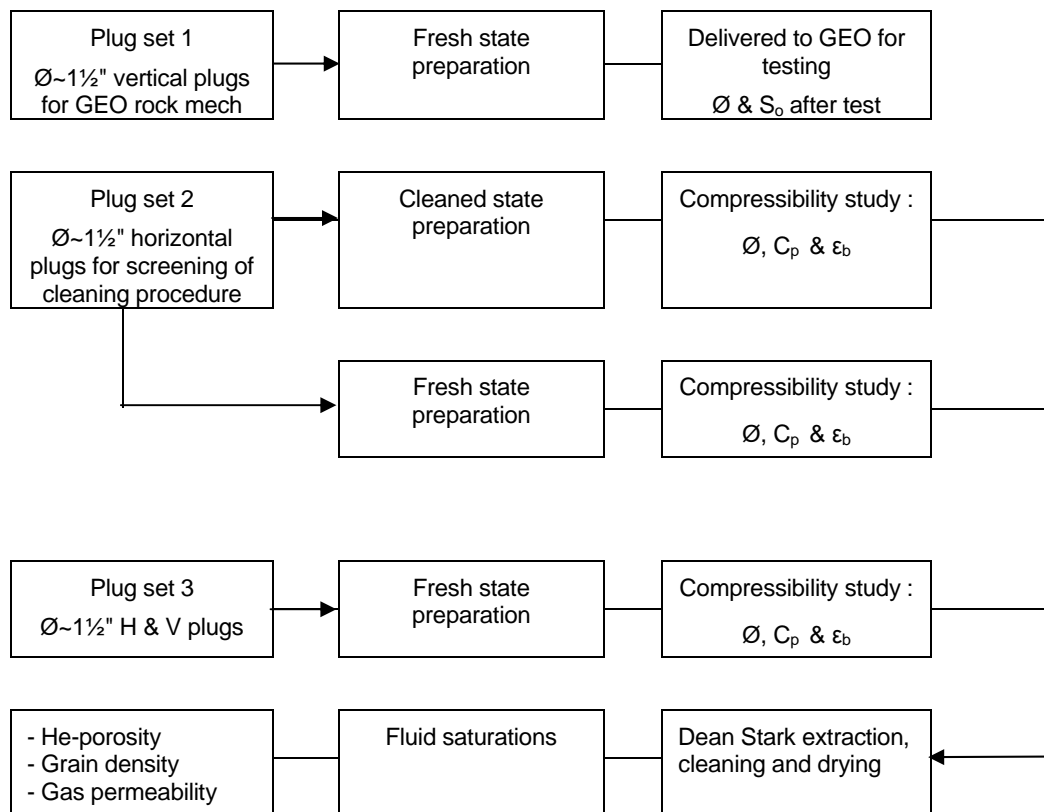 Plug set 1
Ø~1½" vertical plugs
for GEO rock mech
Fresh state
preparation
Delivered to GEO for
testing
Ø & Sₒ after test
Plug set 2
Ø~1½" horizontal
plugs for screening of
cleaning procedure
Cleaned state
preparation
Compressibility study :
Ø, Cₚ & ε_b
Fresh state
preparation
Compressibility study :
Ø, Cₚ & ε_b
Plug set 3
Ø~1½" H & V plugs
Fresh state
preparation
Compressibility study :
Ø, Cₚ & ε_b
- He-porosity
- Grain density
- Gas permeability
Fluid saturations
Dean Stark extraction,
cleaning and drying